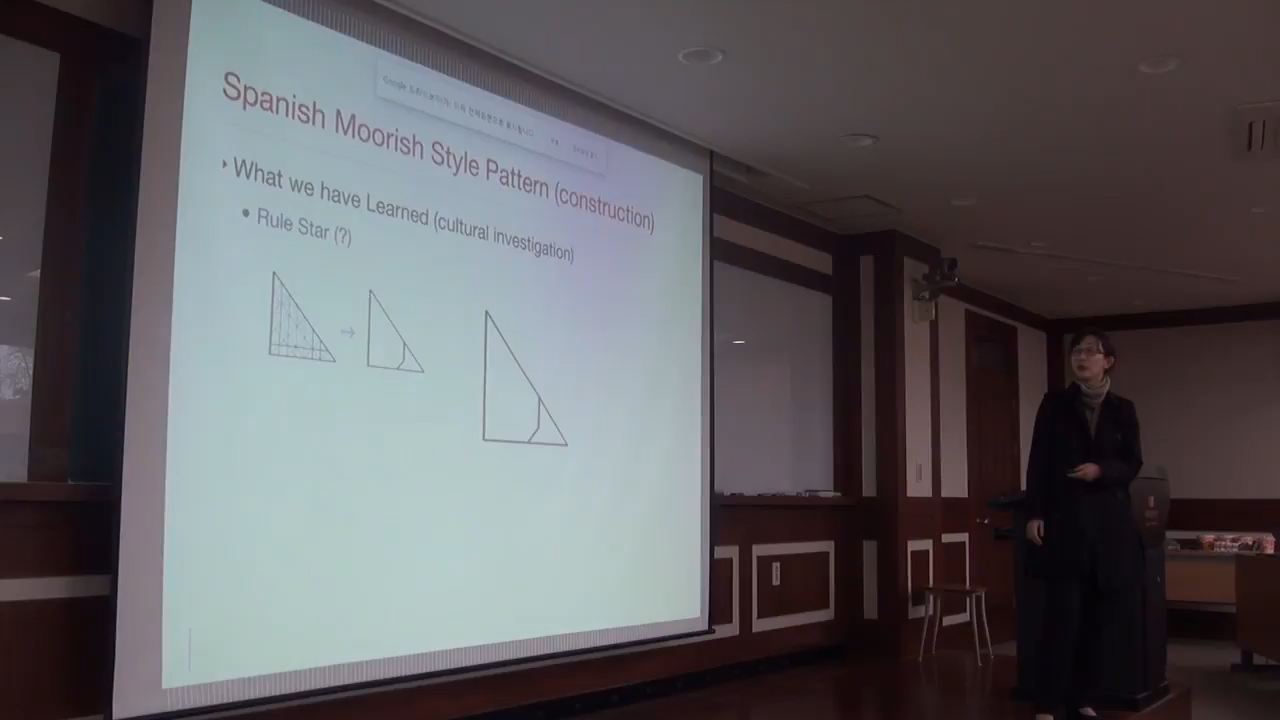 Spanish Moorish Style Pattern (construction)
What we have Learned (cultural investigation)
• Rule Star (?)
→